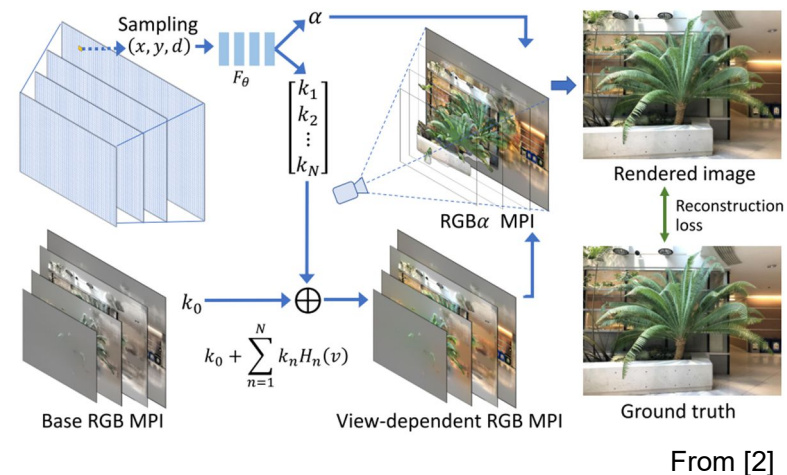 Sampling
(x, y, d)
α
F_θ
[k_1
k_2
⋮
k_N]
RGBα MPI
Rendered image
Reconstruction
loss
k_0
⊕
k_0 + ∑_{n=1}^{N} k_n H_n(v)
Base RGB MPI
View-dependent RGB MPI
Ground truth
From [2]